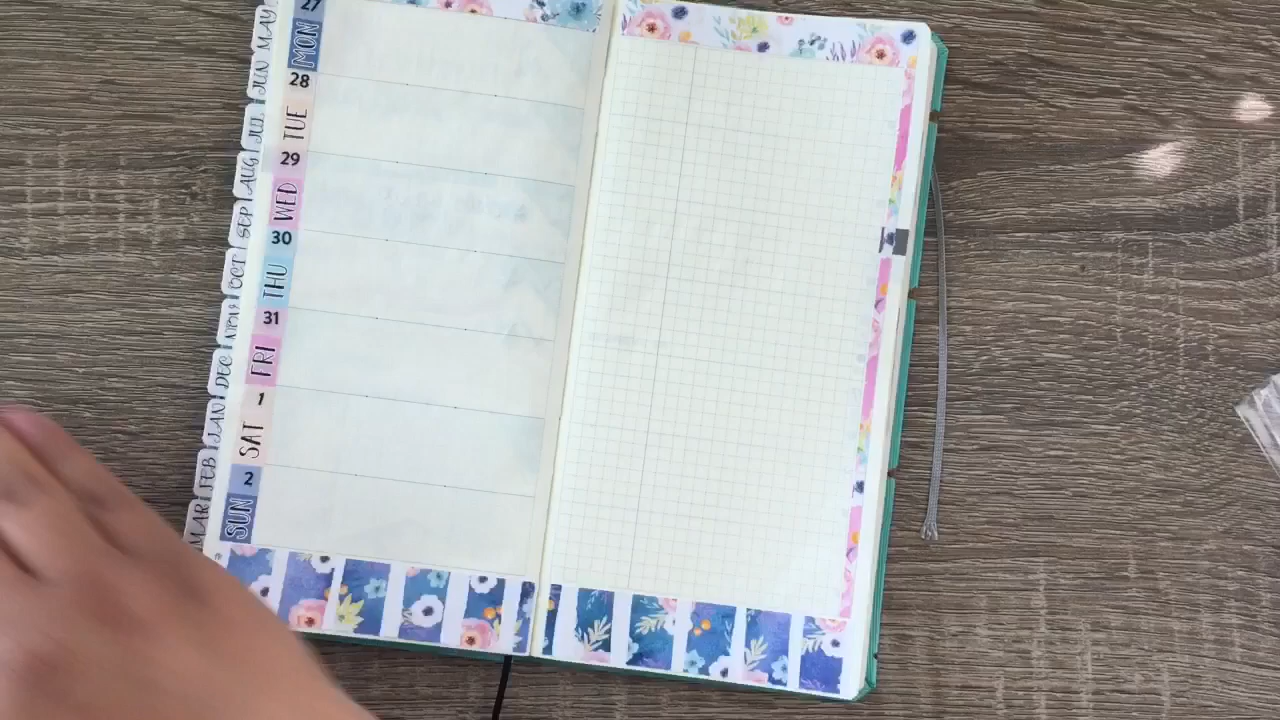 27
MON
28
TUE
29
WED
30
THU
31
FRI
1
SAT
2
SUN
MAY
JUN
JUL
AUG
SEP
OCT
NOV
DEC
JAN
FEB
MAR